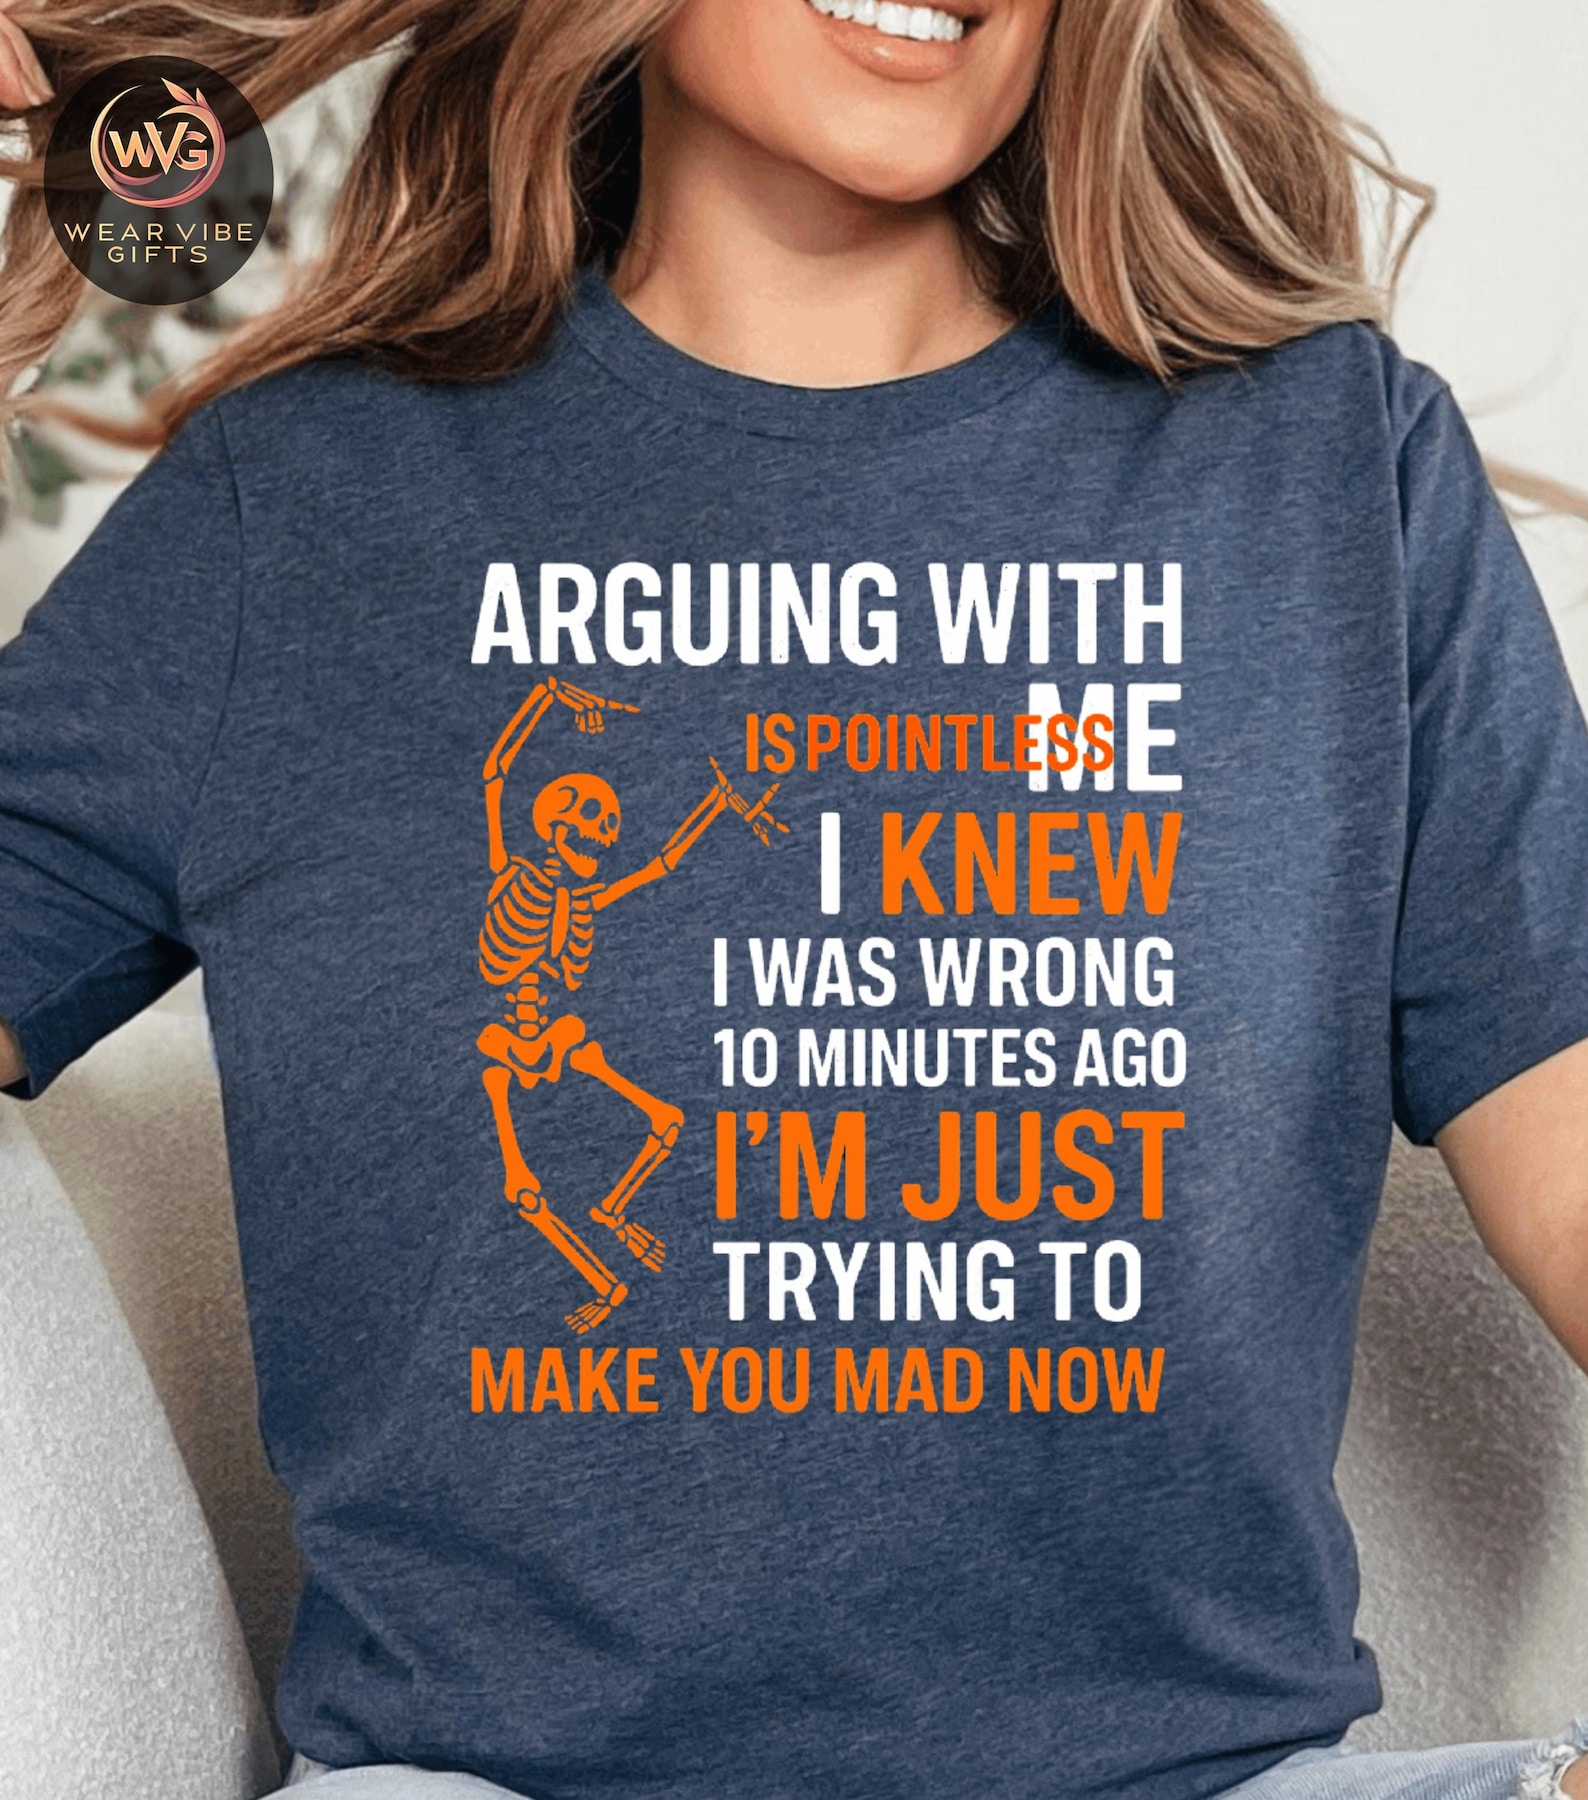 WVG
WEAR VIBE
GIFTS
ARGUING WITH
ME
IS POINTLESS
I KNEW
I WAS WRONG
10 MINUTES AGO
I'M JUST
TRYING TO
MAKE YOU MAD NOW